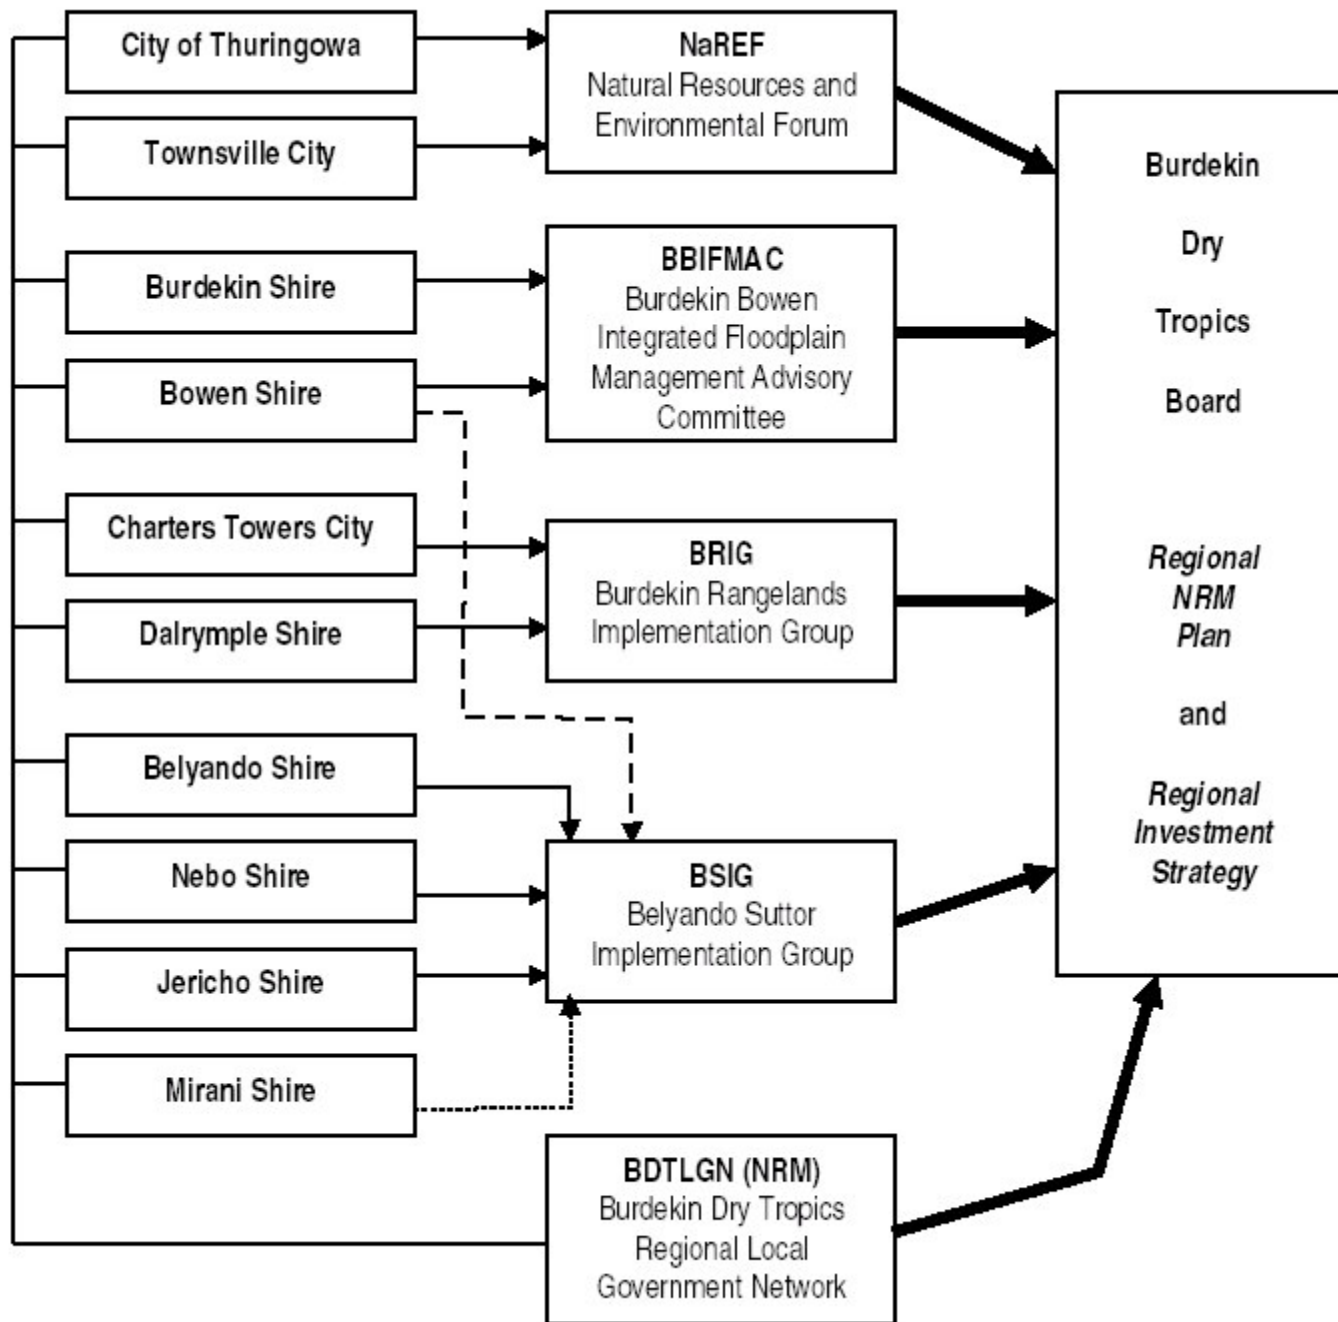 City of Thuringowa
Townsville City
Burdekin Shire
Bowen Shire
Charters Towers City
Dalrymple Shire
Belyando Shire
Nebo Shire
Jericho Shire
Mirani Shire
NaREF
Natural Resources and
Environmental Forum
BBIFMAC
Burdekin Bowen
Integrated Floodplain
Management Advisory
Committee
BRIG
Burdekin Rangelands
Implementation Group
BSIG
Belyando Suttor
Implementation Group
BDTLGN (NRM)
Burdekin Dry Tropics
Regional Local
Government Network
Burdekin
Dry
Tropics
Board
Regional
NRM
Plan
and
Regional
Investment
Strategy